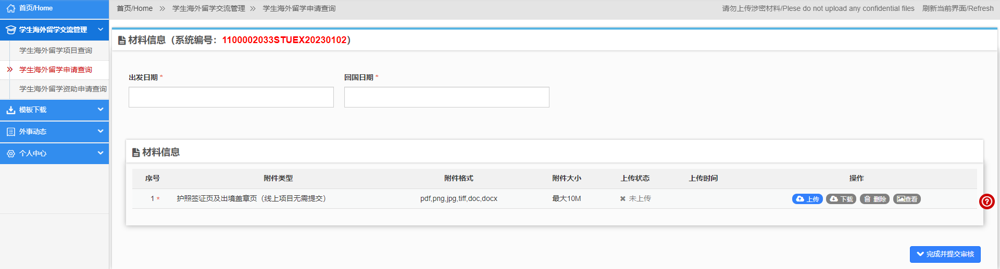 首页/Home
学生海外留学交流管理
学生海外留学项目查询
学生海外留学申请查询
学生海外留学资助申请查询
模板下载
外事动态
个人中心
首页/Home 学生海外留学交流管理 学生海外留学申请查询
请勿上传涉密材料/Plese do not upload any confidential files 刷新当前界面/Refresh
材料信息（系统编号：1100002033STUEX20230102）
出发日期 * 回国日期 *
材料信息
序号 附件类型 附件格式 附件大小 上传状态 上传时间 操作
1 * 护照签证页及出境盖章页（线上项目无需提交） pdf,png,jpg,tiff,doc,docx 最大10M 未上传 上传 下载 删除 查看
完成并提交审核